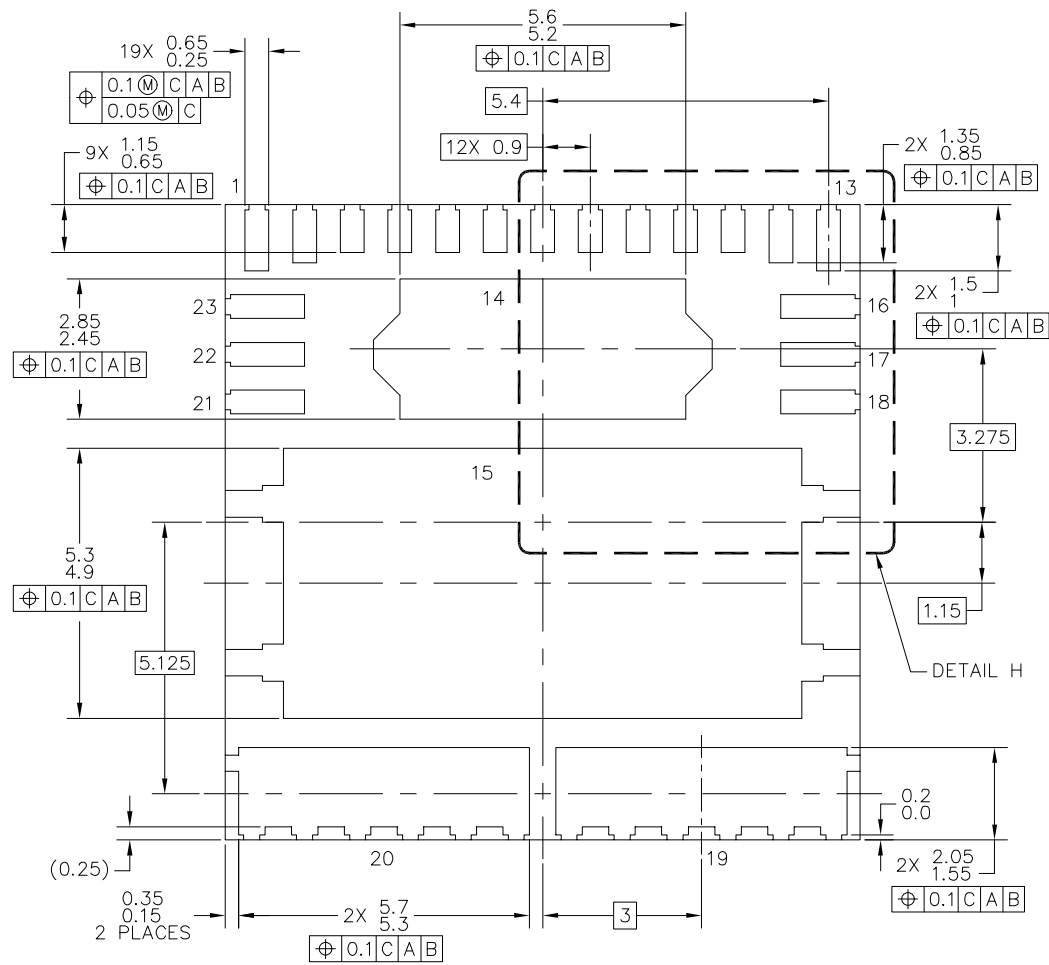 5.6
5.2
⌖ 0.1 C A B
19X 0.65
0.25
⌖ 0.1 Ⓜ C A B
0.05 Ⓜ C
5.4
12X 0.9
9X 1.15
0.65
⌖ 0.1 C A B
2X 1.35
0.85
⌖ 0.1 C A B
1
13
2X 1.5
1
⌖ 0.1 C A B
14
23
16
2.85
2.45
⌖ 0.1 C A B
22
17
21
18
3.275
15
5.3
4.9
⌖ 0.1 C A B
1.15
5.125
DETAIL H
0.2
0.0
(0.25)
20
19
2X 2.05
1.55
⌖ 0.1 C A B
0.35
0.15
2 PLACES
2X 5.7
5.3
⌖ 0.1 C A B
3